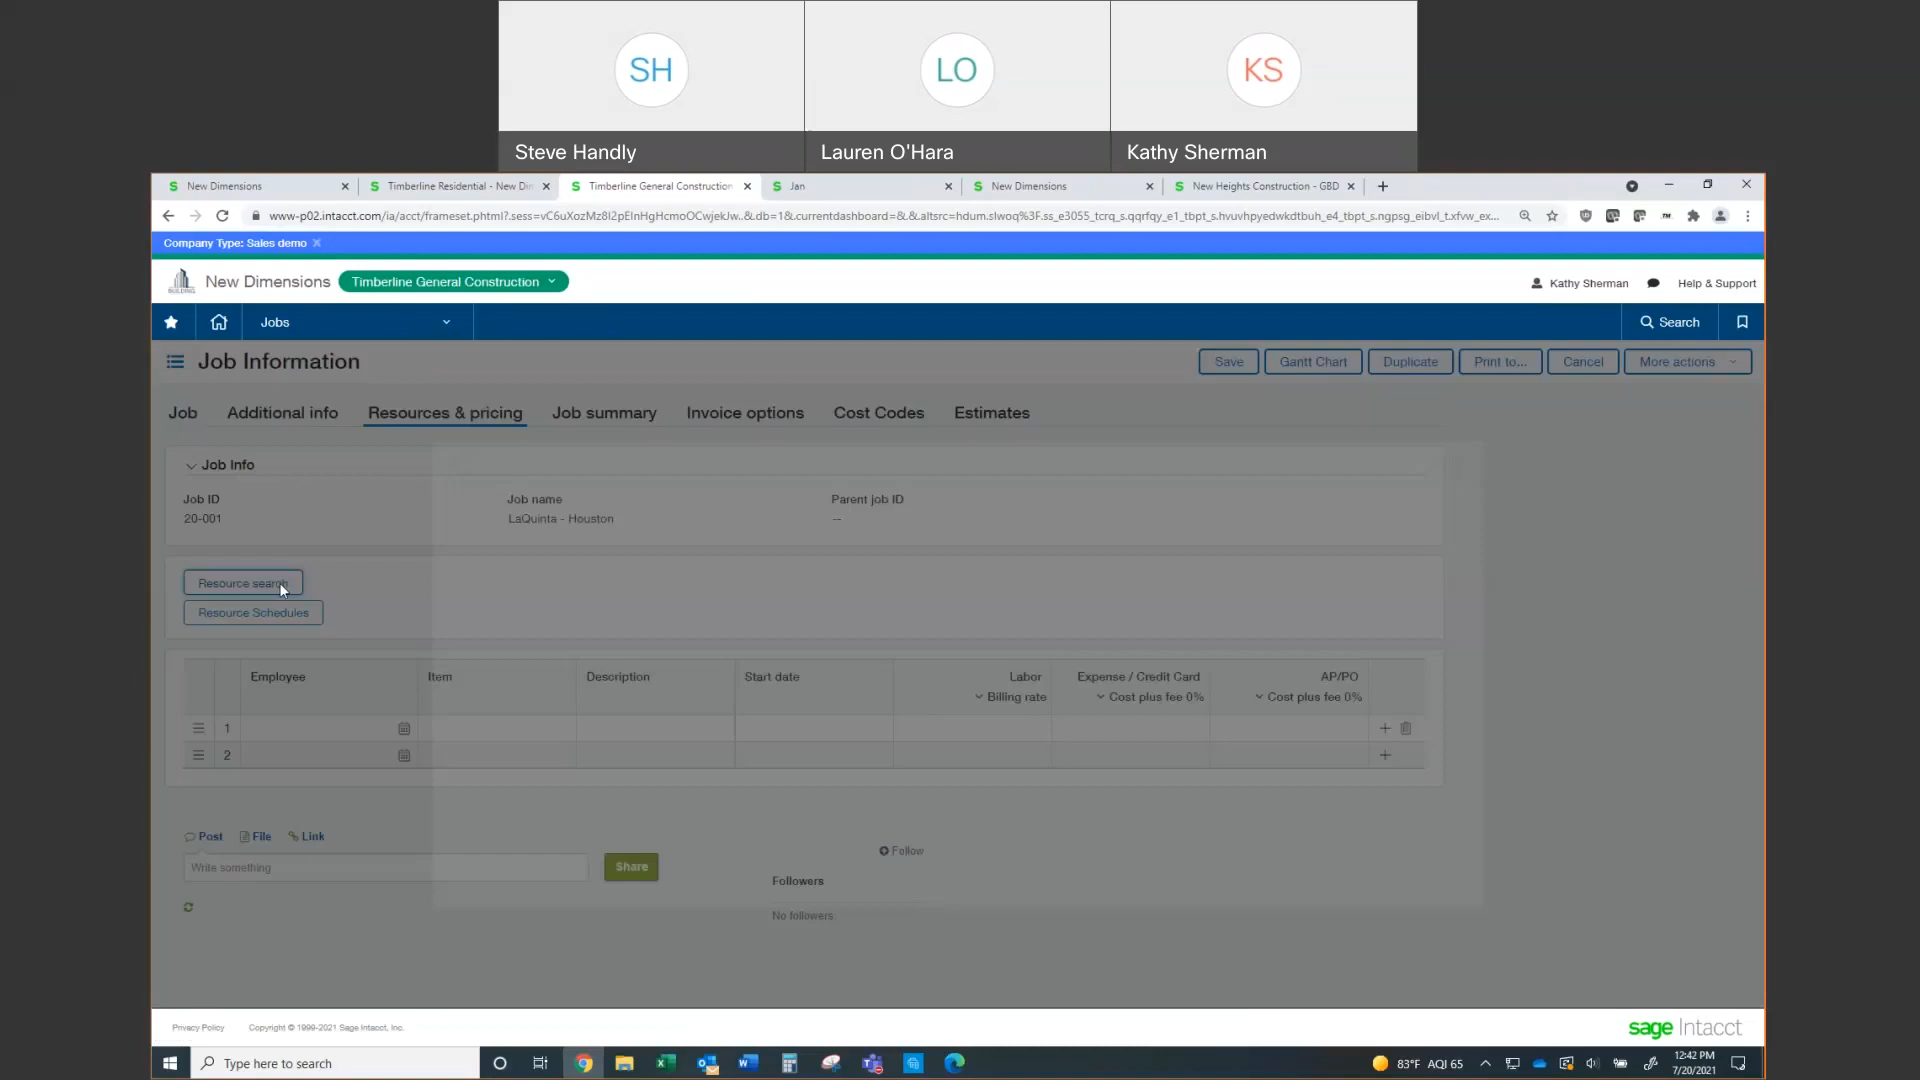 SH
LO
KS
Steve Handly
Lauren O'Hara
Kathy Sherman
New Dimensions
Timberline Residential - New Din
Timberline General Construction
Jan
New Dimensions
New Heights Construction - GBD
Company Type: Sales demo
New Dimensions
Timberline General Construction
Kathy Sherman
Help & Support
Jobs
Search
Job Information
Save
Gantt Chart
Duplicate
Print to...
Cancel
More actions
Job
Additional info
Resources & pricing
Job summary
Invoice options
Cost Codes
Estimates
Job Info
Job ID
Job name
Parent job ID
20-001
LaQuinta - Houston
--
Resource search
Resource Schedules
Employee
Item
Description
Start date
Labor
Expense / Credit Card
AP/PO
Billing rate
Cost plus fee 0%
Cost plus fee 0%
1
2
Post
File
Link
Write something
Share
Follow
Followers
No followers
Privacy Policy
Copyright © 1999-2021 Sage Intacct, Inc.
sage Intacct
Type here to search
83°F AQI 65
12:42 PM
7/20/2021